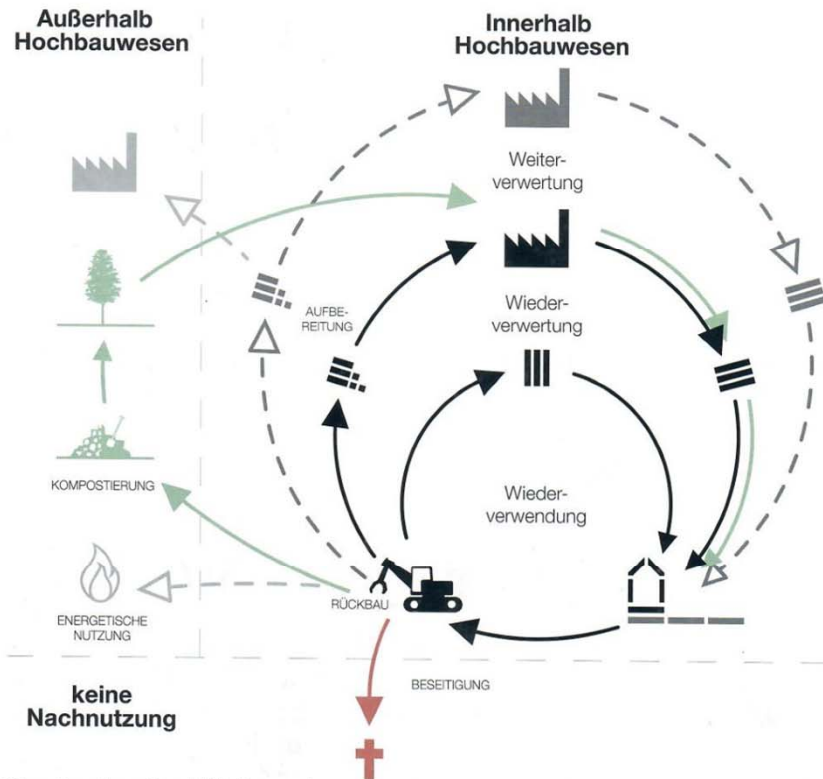 Außerhalb
Hochbauwesen
Innerhalb
Hochbauwesen
Weiter-
verwertung
AUFBE-
REITUNG
Wieder-
verwertung
KOMPOSTIERUNG
Wieder-
verwendung
ENERGETISCHE
NUTZUNG
RÜCKBAU
BESEITIGUNG
keine
Nachnutzung